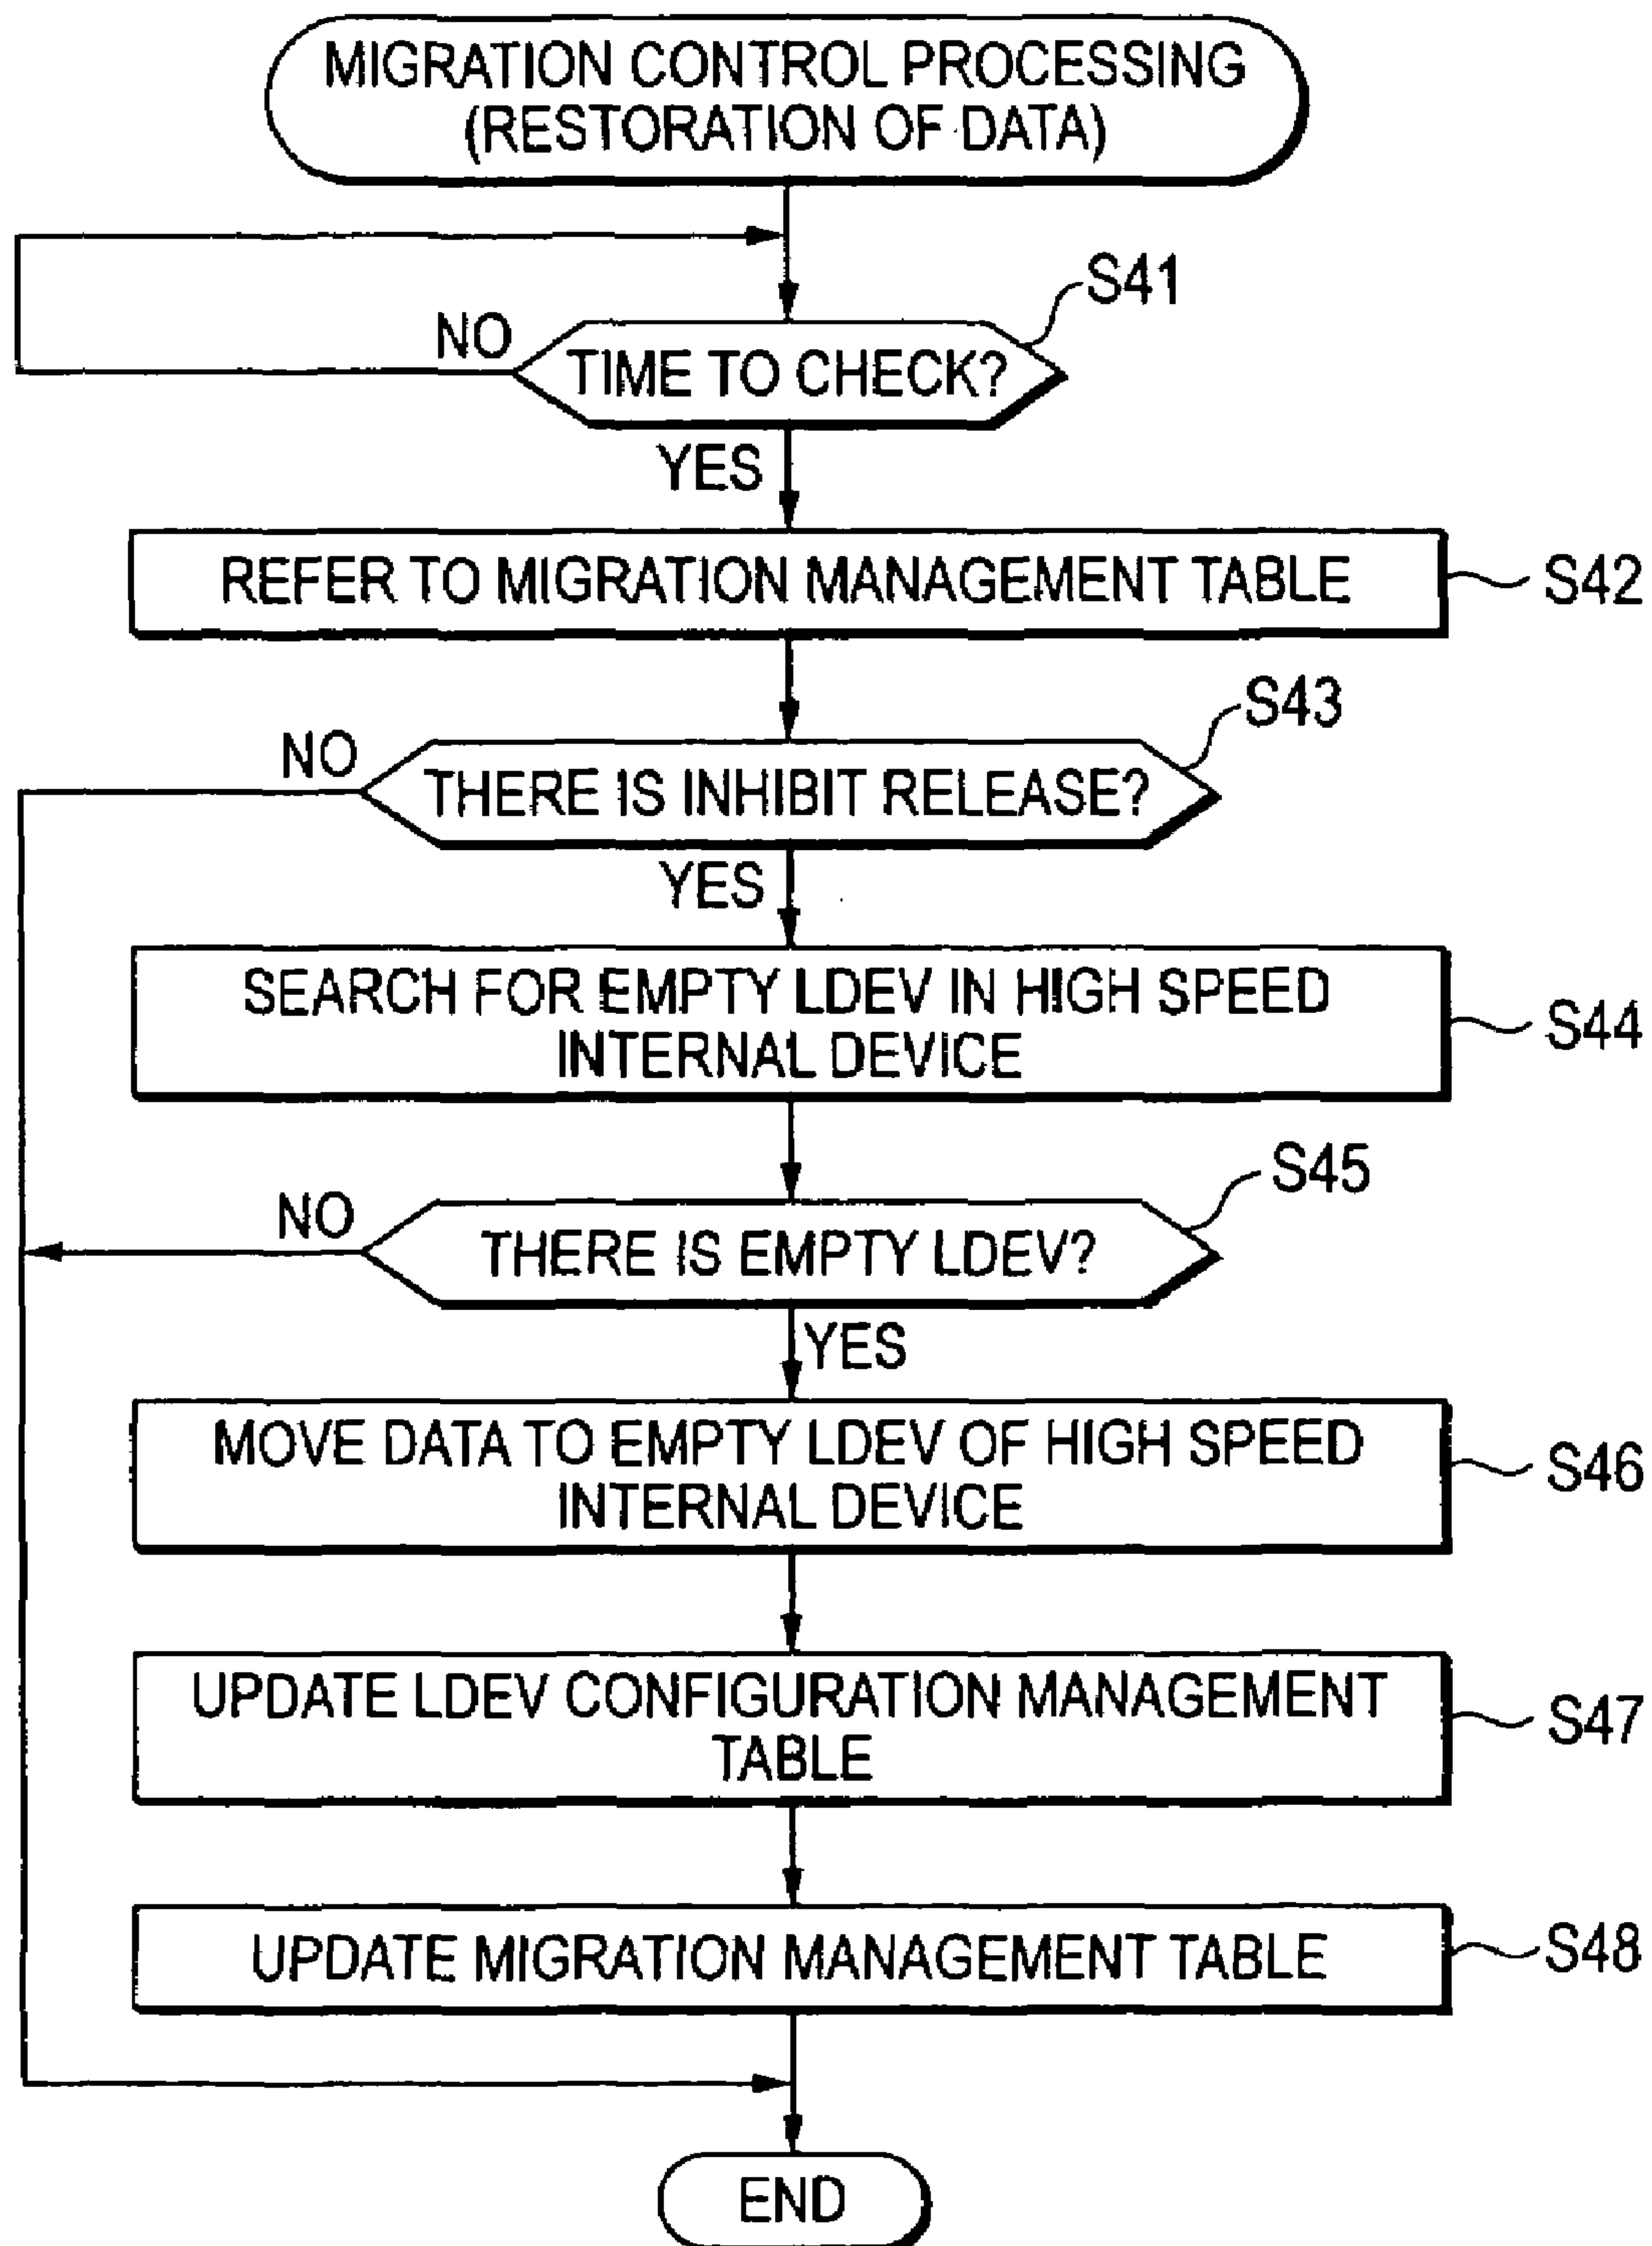 MIGRATION CONTROL PROCESSING
(RESTORATION OF DATA)
S41
NO
TIME TO CHECK?
YES
REFER TO MIGRATION MANAGEMENT TABLE
S42
S43
NO
THERE IS INHIBIT RELEASE?
YES
SEARCH FOR EMPTY LDEV IN HIGH SPEED
INTERNAL DEVICE
S44
S45
NO
THERE IS EMPTY LDEV?
YES
MOVE DATA TO EMPTY LDEV OF HIGH SPEED
INTERNAL DEVICE
S46
UPDATE LDEV CONFIGURATION MANAGEMENT
TABLE
S47
UPDATE MIGRATION MANAGEMENT TABLE
S48
END